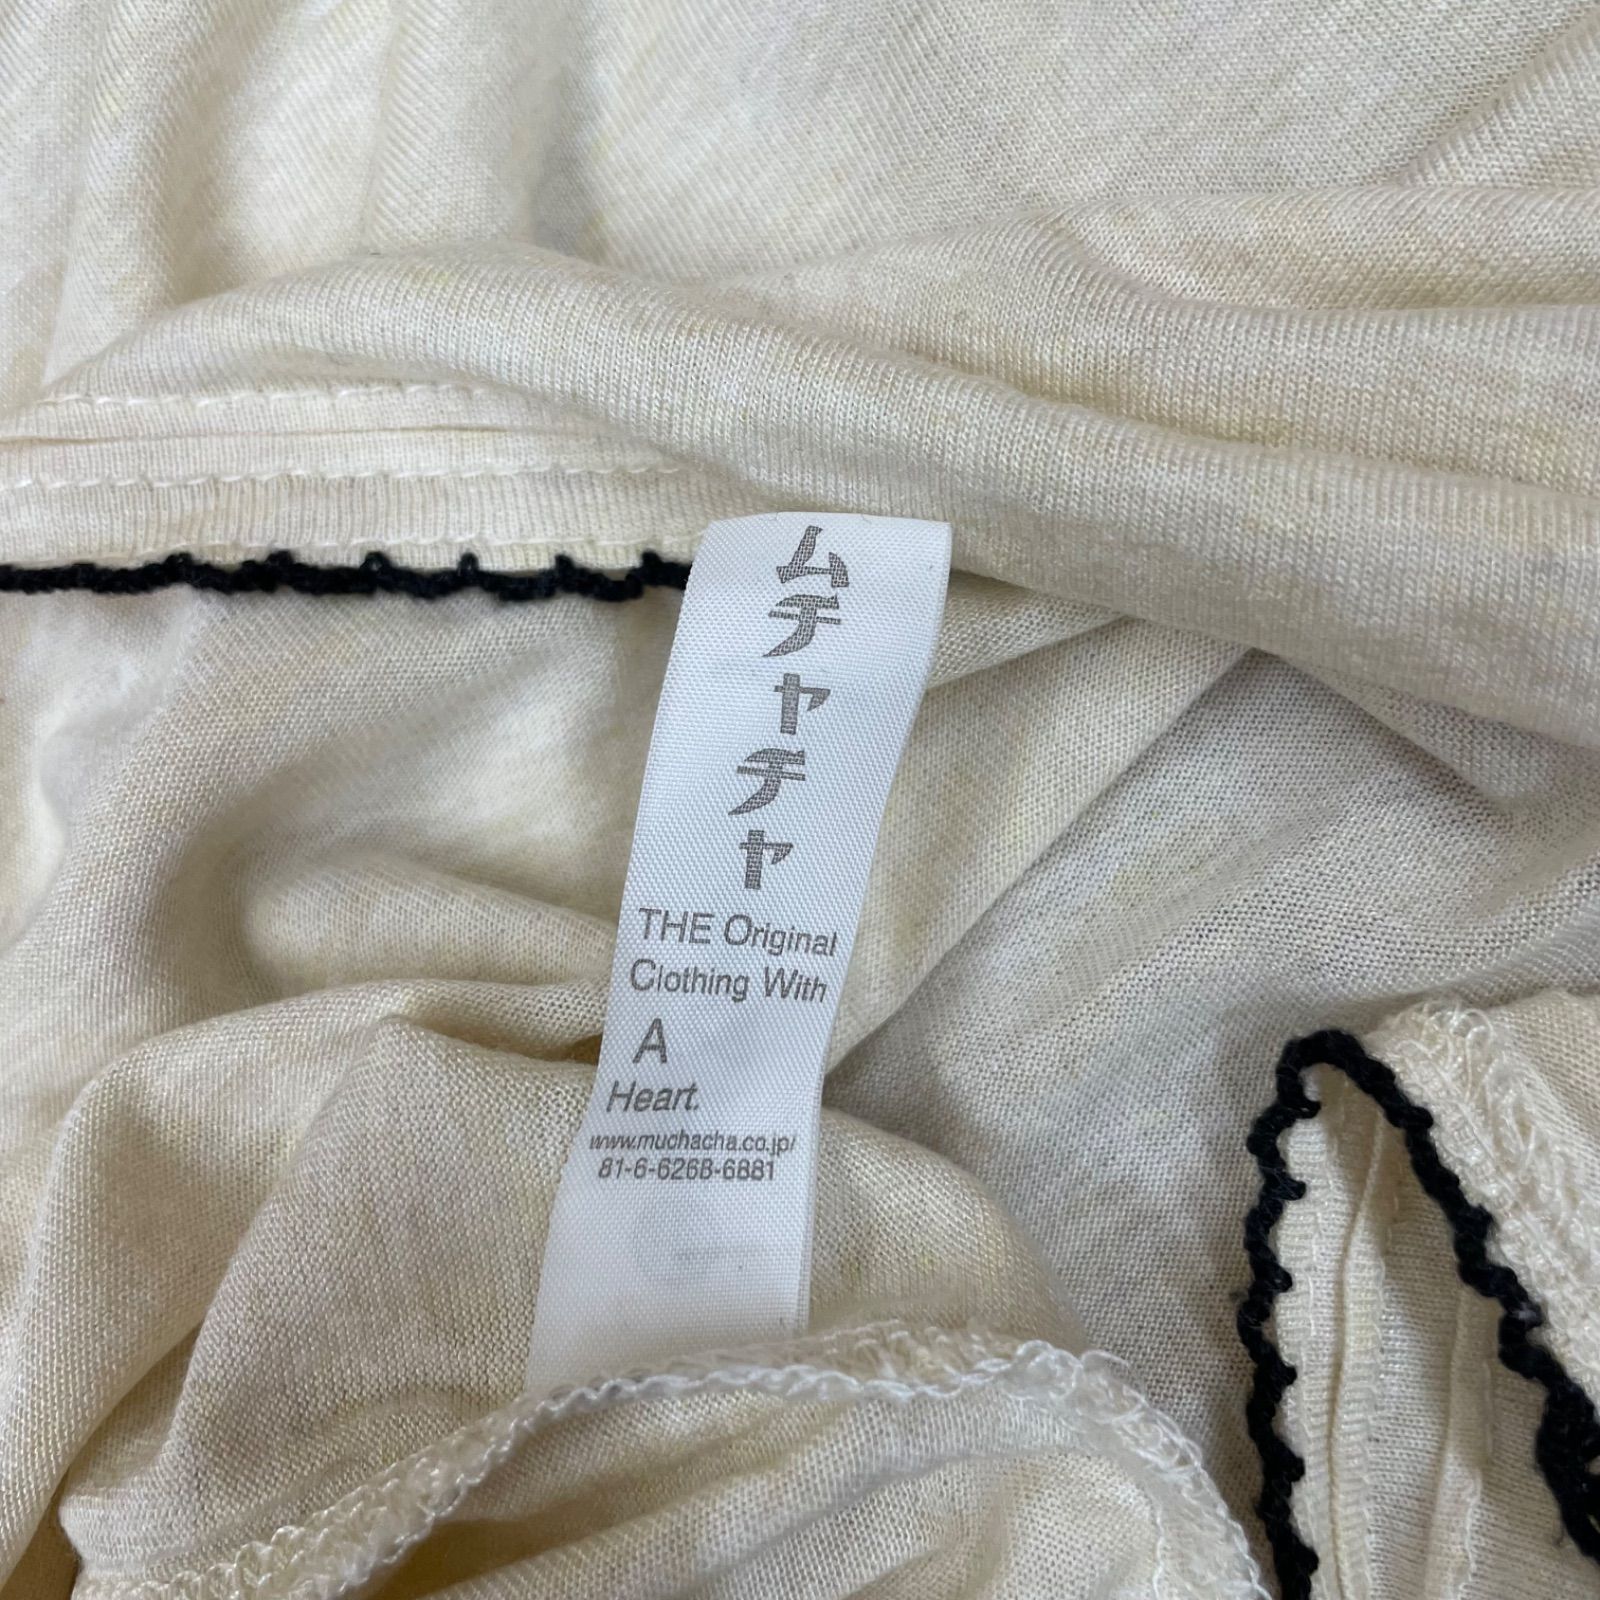 ムチャチャ
THE Original
Clothing With
A
Heart.
www.muchacha.co.jp/
81-6-6268-6881